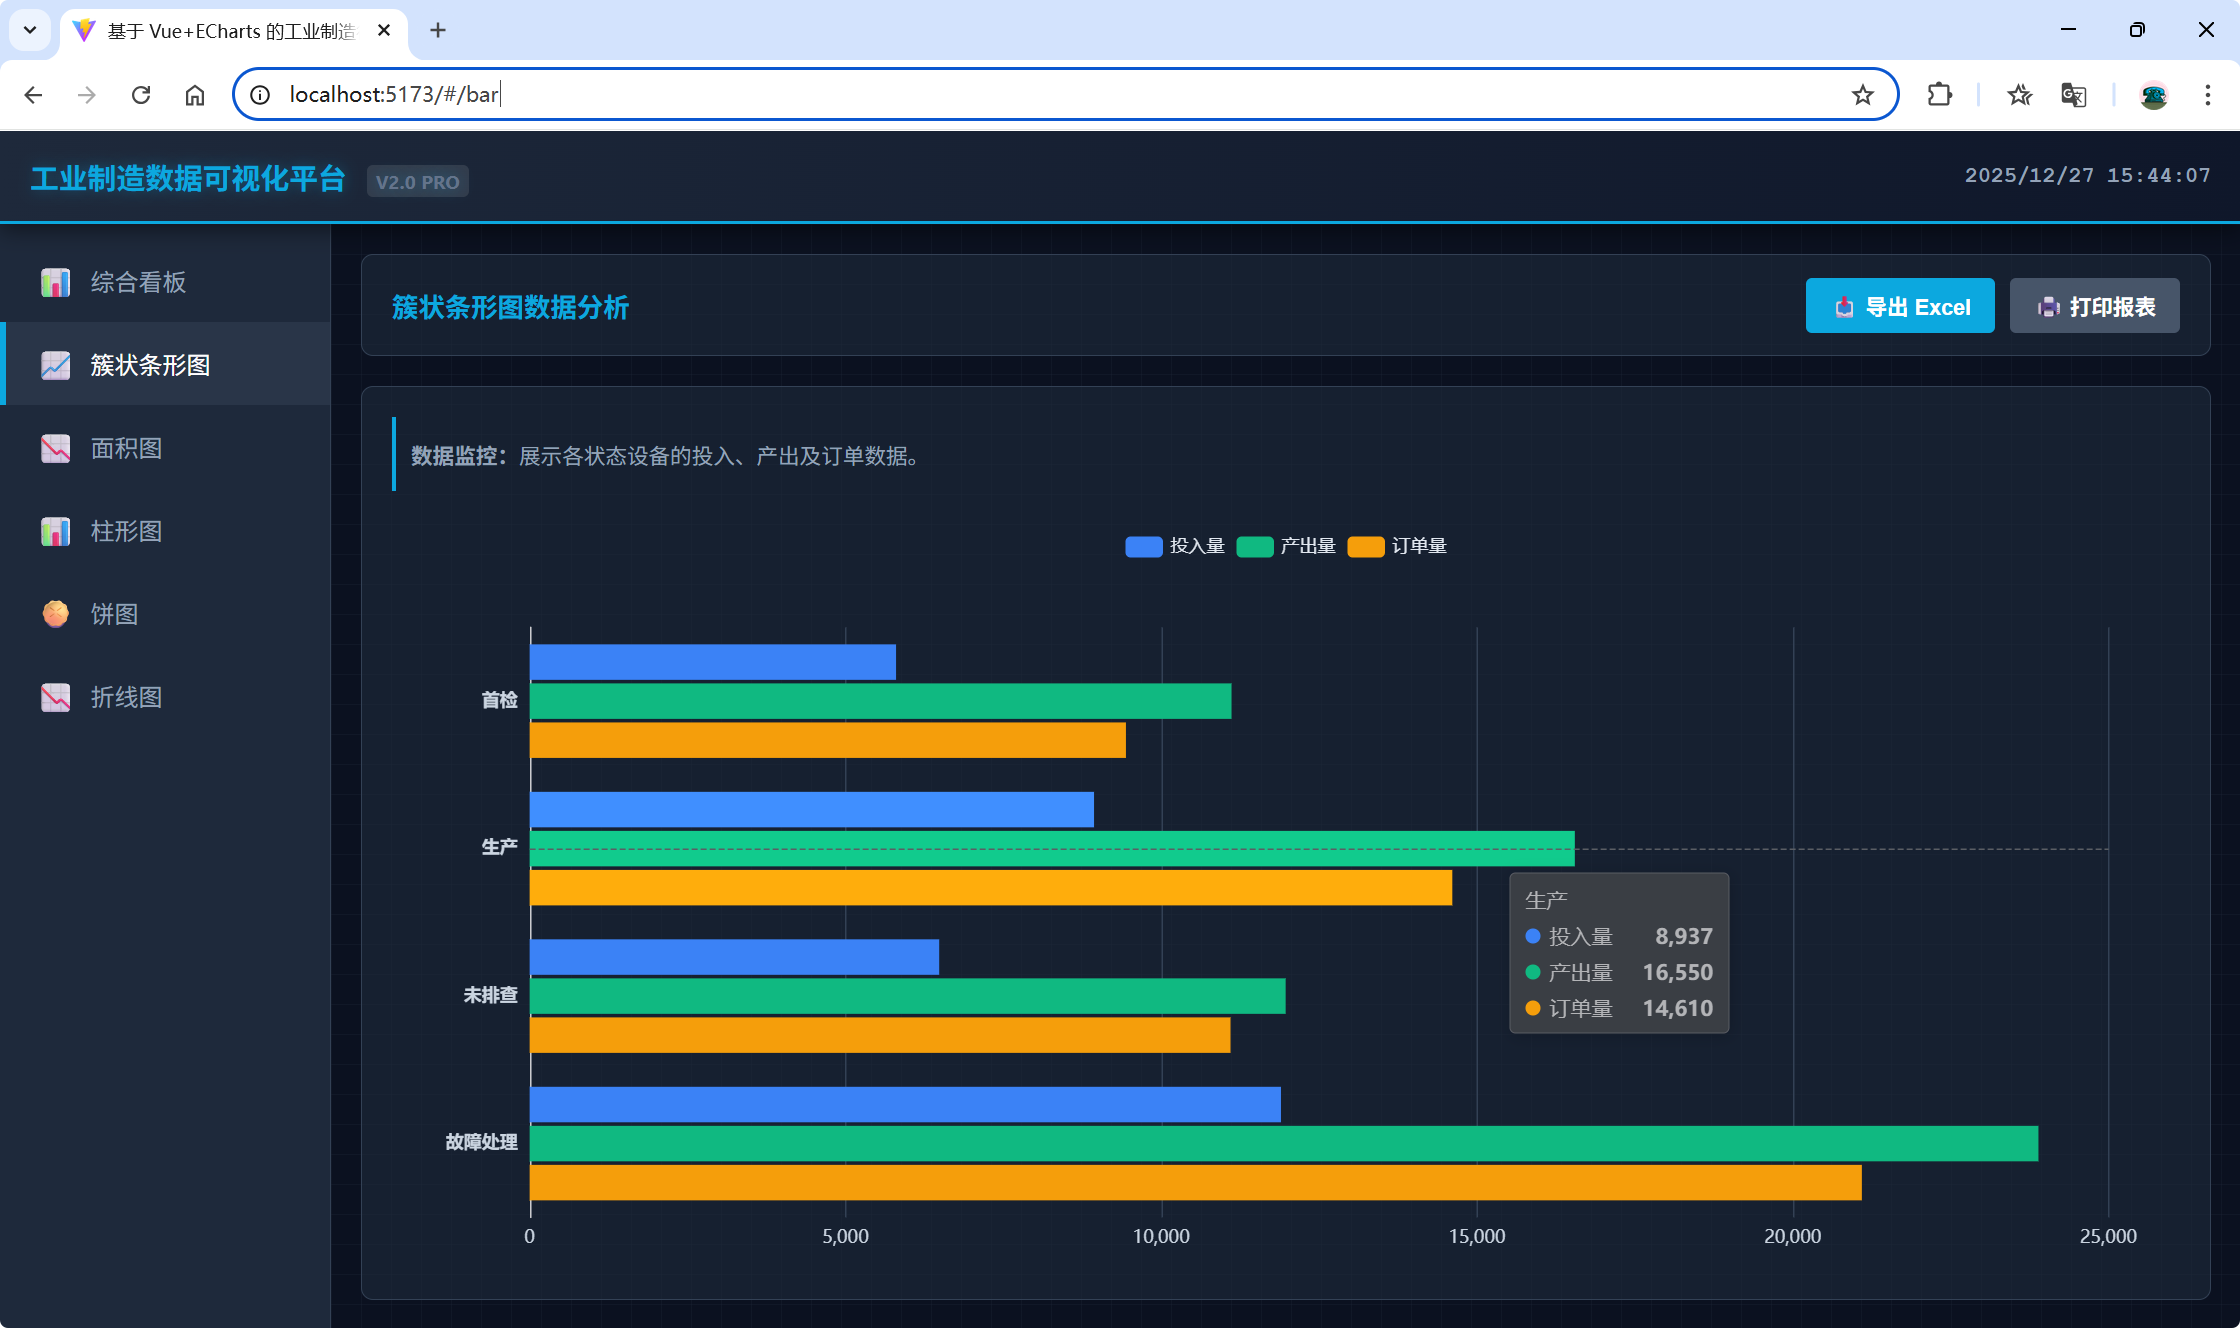 基于 Vue+ECharts 的工业制造
localhost:5173/#/bar
工业制造数据可视化平台
V2.0 PRO
2025/12/27 15:44:07
综合看板
簇状条形图
面积图
柱形图
饼图
折线图
簇状条形图数据分析
导出 Excel
打印报表
数据监控：展示各状态设备的投入、产出及订单数据。
投入量 产出量 订单量
首检
生产
未排查
故障处理
生产
投入量 8,937
产出量 16,550
订单量 14,610
0 5,000 10,000 15,000 20,000 25,000